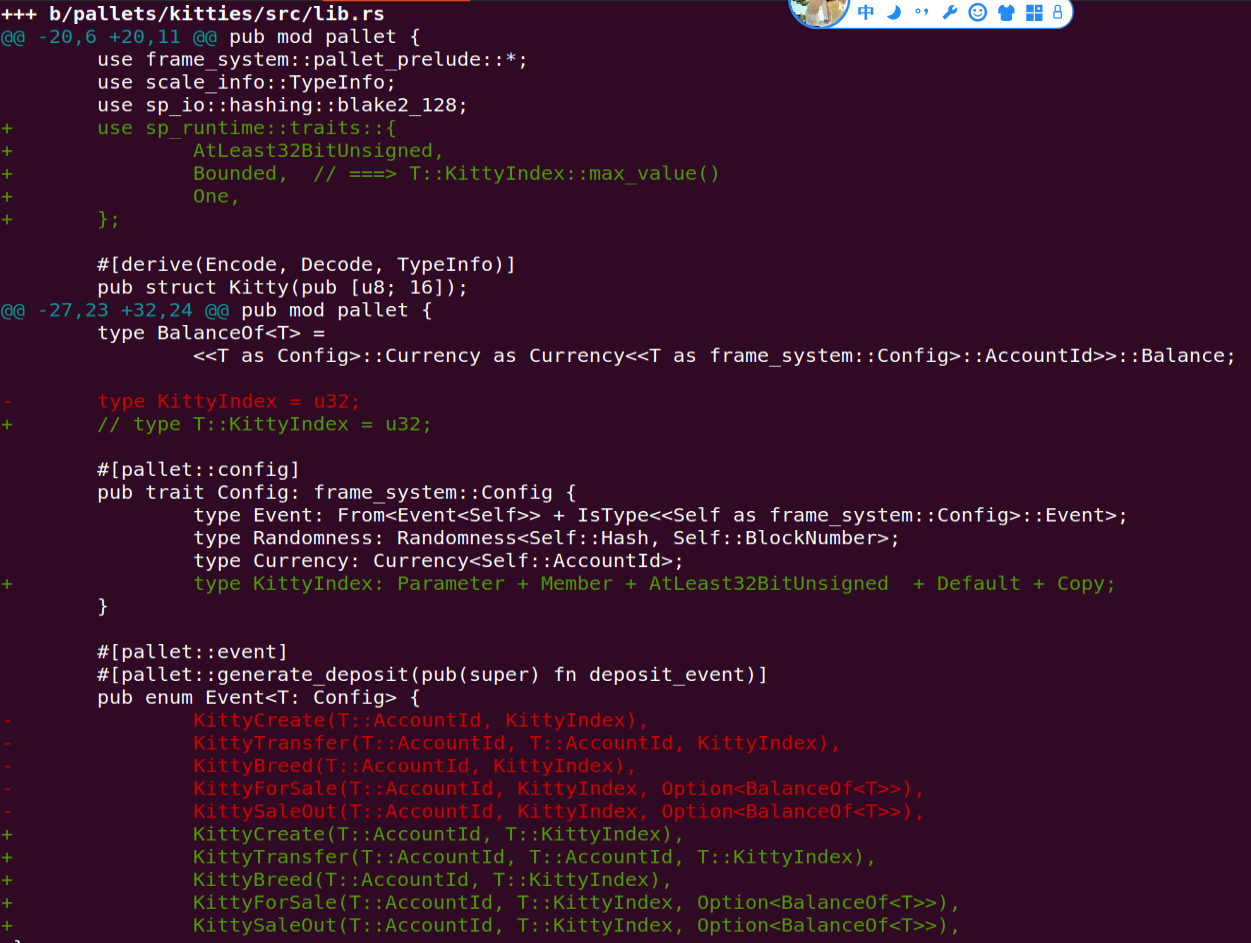 +++ b/pallets/kitties/src/lib.rs
中
@@ -20,6 +20,11 @@ pub mod pallet {
        use frame_system::pallet_prelude::*;
        use scale_info::TypeInfo;
        use sp_io::hashing::blake2_128;
+       use sp_runtime::traits::{
+               AtLeast32BitUnsigned,
+               Bounded,  // ===> T::KittyIndex::max_value()
+               One,
+       };
        #[derive(Encode, Decode, TypeInfo)]
        pub struct Kitty(pub [u8; 16]);
@@ -27,23 +32,24 @@ pub mod pallet {
        type BalanceOf<T> =
                <<T as Config>::Currency as Currency<<T as frame_system::Config>::AccountId>>::Balance;
-       type KittyIndex = u32;
+       // type T::KittyIndex = u32;
        #[pallet::config]
        pub trait Config: frame_system::Config {
                type Event: From<Event<Self>> + IsType<<Self as frame_system::Config>::Event>;
                type Randomness: Randomness<Self::Hash, Self::BlockNumber>;
                type Currency: Currency<Self::AccountId>;
+               type KittyIndex: Parameter + Member + AtLeast32BitUnsigned  + Default + Copy;
        }
        #[pallet::event]
        #[pallet::generate_deposit(pub(super) fn deposit_event)]
        pub enum Event<T: Config> {
-               KittyCreate(T::AccountId, KittyIndex),
-               KittyTransfer(T::AccountId, T::AccountId, KittyIndex),
-               KittyBreed(T::AccountId, KittyIndex),
-               KittyForSale(T::AccountId, KittyIndex, Option<BalanceOf<T>>),
-               KittySaleOut(T::AccountId, KittyIndex, Option<BalanceOf<T>>),
+               KittyCreate(T::AccountId, T::KittyIndex),
+               KittyTransfer(T::AccountId, T::AccountId, T::KittyIndex),
+               KittyBreed(T::AccountId, T::KittyIndex),
+               KittyForSale(T::AccountId, T::KittyIndex, Option<BalanceOf<T>>),
+               KittySaleOut(T::AccountId, T::KittyIndex, Option<BalanceOf<T>>),